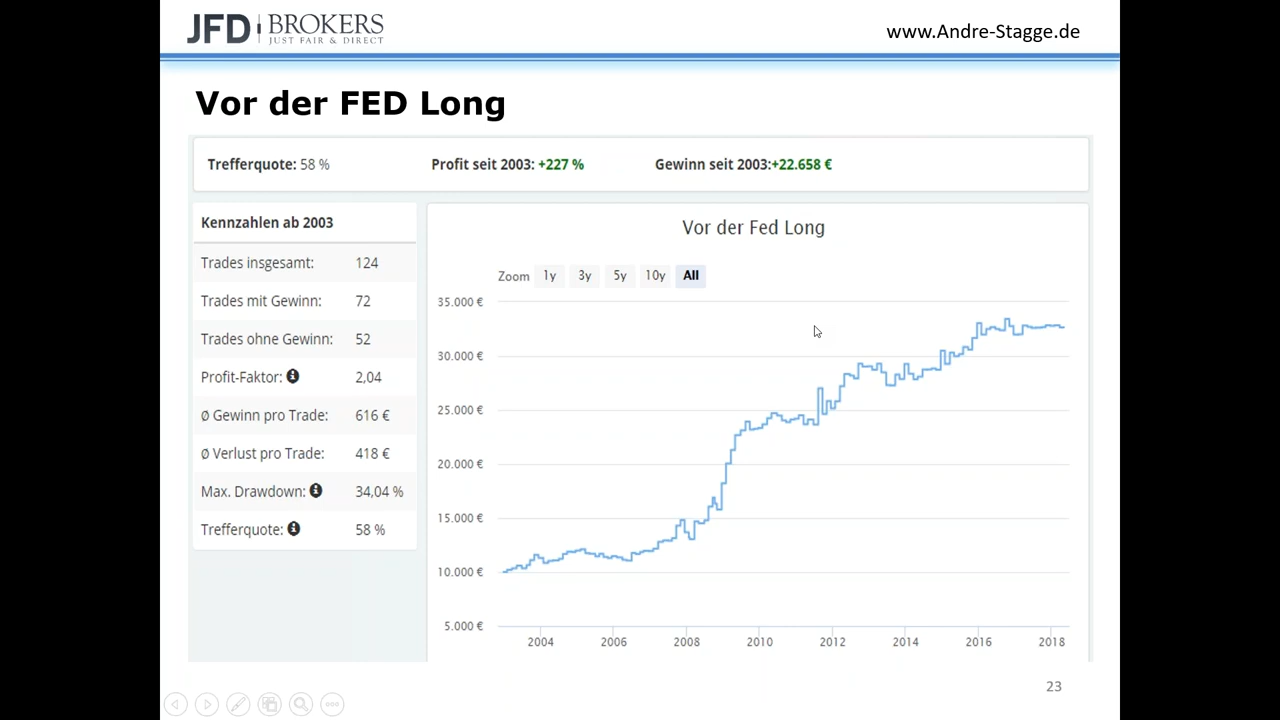 JFD BROKERS
JUST FAIR & DIRECT
www.Andre-Stagge.de
Vor der FED Long
Trefferquote: 58 %
Profit seit 2003: +227 %
Gewinn seit 2003:+22.658 €
Kennzahlen ab 2003
Trades insgesamt: 124
Trades mit Gewinn: 72
Trades ohne Gewinn: 52
Profit-Faktor: 2,04
Ø Gewinn pro Trade: 616 €
Ø Verlust pro Trade: 418 €
Max. Drawdown: 34,04 %
Trefferquote: 58 %
Vor der Fed Long
Zoom 1y 3y 5y 10y All
35.000 €
30.000 €
25.000 €
20.000 €
15.000 €
10.000 €
5.000 €
2004 2006 2008 2010 2012 2014 2016 2018
23